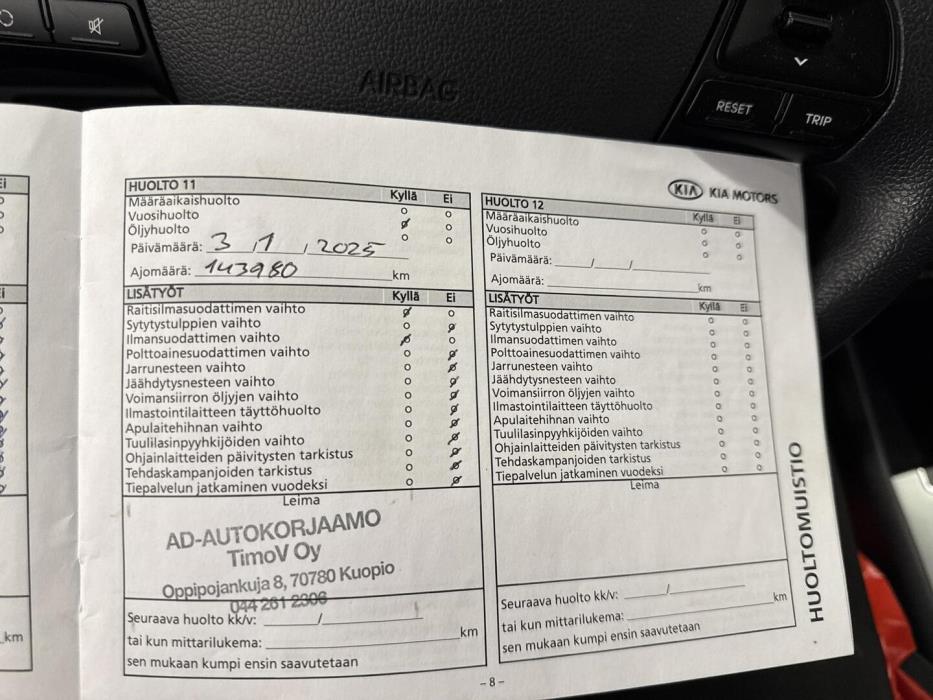 AIRBAG
RESET
TRIP
KIA KIA MOTORS
Ei
Ei
km
HUOLTO 11
Kyllä Ei
Määräaikaishuolto
Vuosihuolto
Öljyhuolto
Päivämäärä: 3 / 1 / 2025
Ajomäärä: 143980 km
LISÄTYÖT Kyllä Ei
Raitisilmasuodattimen vaihto
Sytytystulppien vaihto
Ilmansuodattimen vaihto
Polttoainesuodattimen vaihto
Jarrunesteen vaihto
Jäähdytysnesteen vaihto
Voimansiirron öljyjen vaihto
Ilmastointilaitteen täyttöhuolto
Apulaitehihnan vaihto
Tuulilasinpyyhkijöiden vaihto
Ohjainlaitteiden päivitysten tarkistus
Tehdaskampanjoiden tarkistus
Tiepalvelun jatkaminen vuodeksi
Leima
AD-AUTOKORJAAMO
TimoV Oy
Oppipojankuja 8, 70780 Kuopio
044 261 2306
Seuraava huolto kk/v: /
tai kun mittarilukema: km
sen mukaan kumpi ensin saavutetaan
HUOLTO 12
Kyllä Ei
Määräaikaishuolto
Vuosihuolto
Öljyhuolto
Päivämäärä: / /
Ajomäärä: km
LISÄTYÖT Kyllä Ei
Raitisilmasuodattimen vaihto
Sytytystulppien vaihto
Ilmansuodattimen vaihto
Polttoainesuodattimen vaihto
Jarrunesteen vaihto
Jäähdytysnesteen vaihto
Voimansiirron öljyjen vaihto
Ilmastointilaitteen täyttöhuolto
Apulaitehihnan vaihto
Tuulilasinpyyhkijöiden vaihto
Ohjainlaitteiden päivitysten tarkistus
Tehdaskampanjoiden tarkistus
Tiepalvelun jatkaminen vuodeksi
Leima
Seuraava huolto kk/v: /
tai kun mittarilukema: km
sen mukaan kumpi ensin saavutetaan
HUOLTOMUISTIO
- 8 -